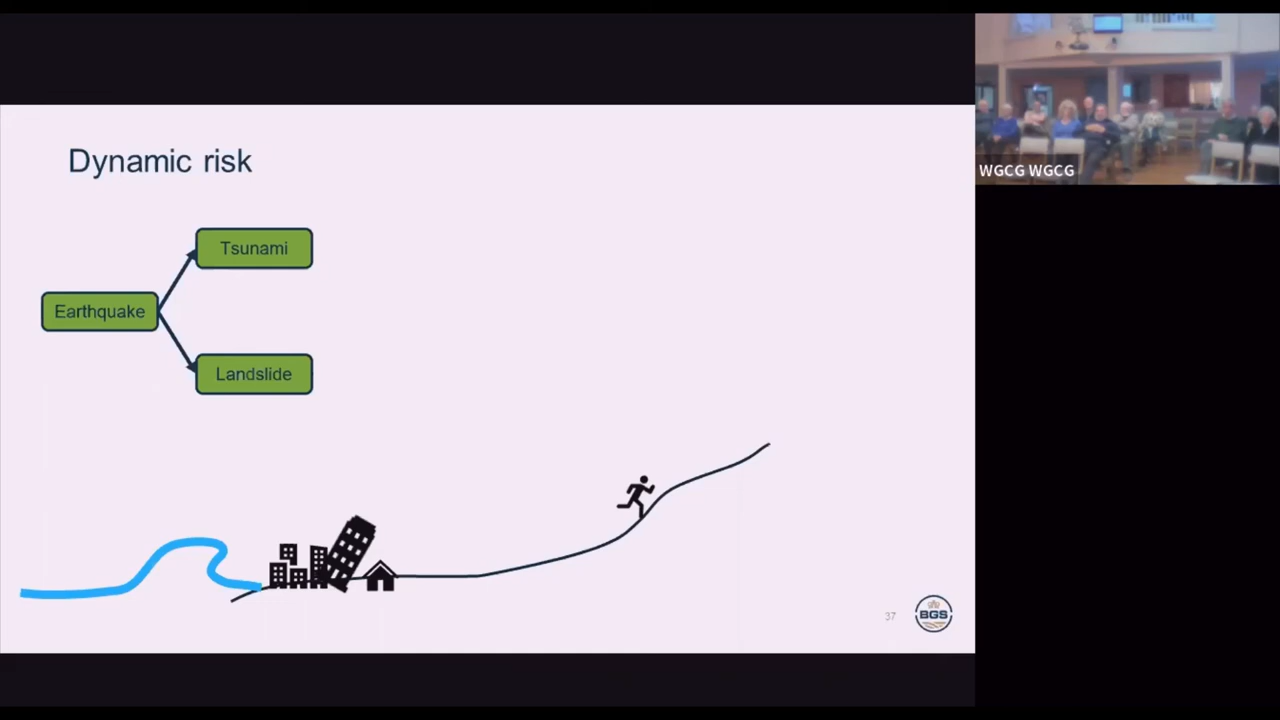 Dynamic risk
Tsunami
Earthquake
Landslide
37
BGS
WGCG WGCG